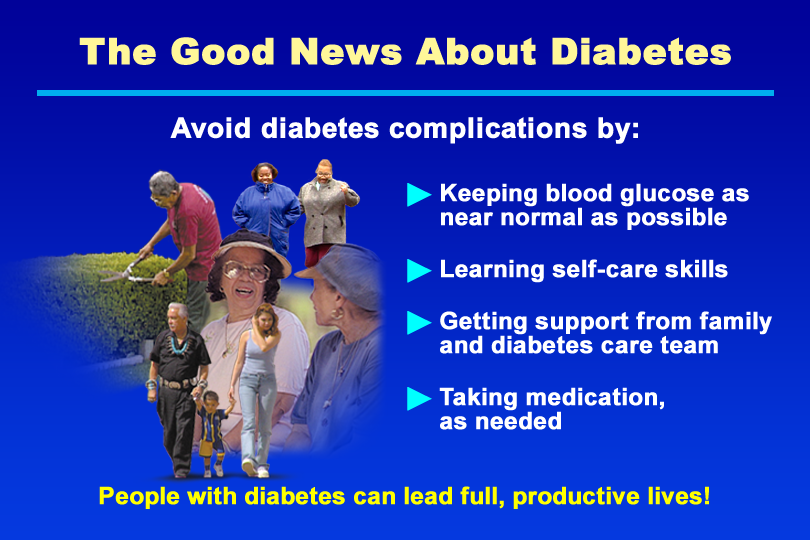 The Good News About Diabetes
Avoid diabetes complications by:
Keeping blood glucose as
near normal as possible
Learning self-care skills
Getting support from family
and diabetes care team
Taking medication,
as needed
People with diabetes can lead full, productive lives!